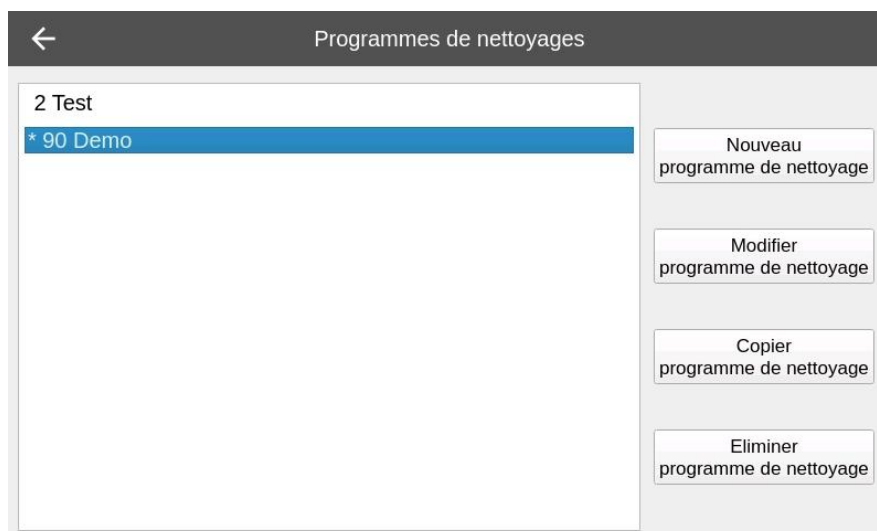 Programmes de nettoyages
2 Test
* 90 Demo
Nouveau
programme de nettoyage
Modifier
programme de nettoyage
Copier
programme de nettoyage
Eliminer
programme de nettoyage